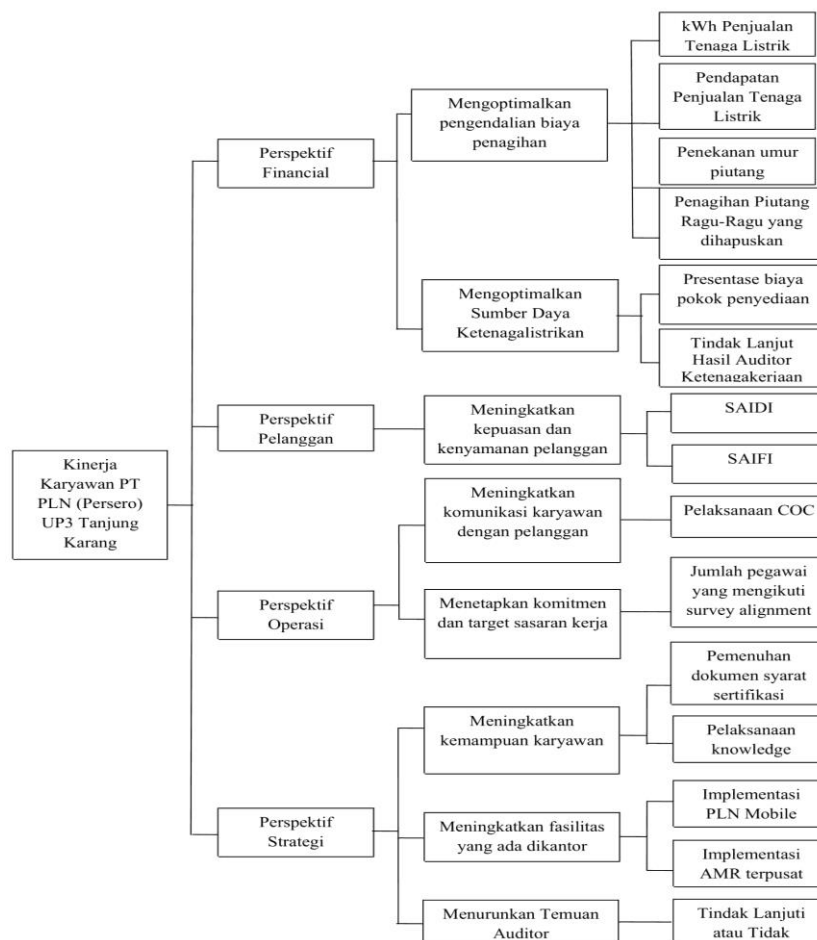 Kinerja
Karyawan PT
PLN (Persero)
UP3 Tanjung
Karang
Perspektif
Financial
Mengoptimalkan
pengendalian biaya
penagihan
kWh Penjualan
Tenaga Listrik
Pendapatan
Penjualan Tenaga
Listrik
Penekanan umur
piutang
Penagihan Piutang
Ragu-Ragu yang
dihapuskan
Mengoptimalkan
Sumber Daya
Ketenagalistrikan
Presentase biaya
pokok penyediaan
Tindak Lanjut
Hasil Auditor
Ketenagakerjaan
Perspektif
Pelanggan
Meningkatkan
kepuasan dan
kenyamanan pelanggan
SAIDI
SAIFI
Perspektif
Operasi
Meningkatkan
komunikasi karyawan
dengan pelanggan
Pelaksanaan COC
Menetapkan komitmen
dan target sasaran kerja
Jumlah pegawai
yang mengikuti
survey alignment
Perspektif
Strategi
Meningkatkan
kemampuan karyawan
Pemenuhan
dokumen syarat
sertifikasi
Pelaksanaan
knowledge
Meningkatkan fasilitas
yang ada dikantor
Implementasi
PLN Mobile
Implementasi
AMR terpusat
Menurunkan Temuan
Auditor
Tindak Lanjuti
atau Tidak